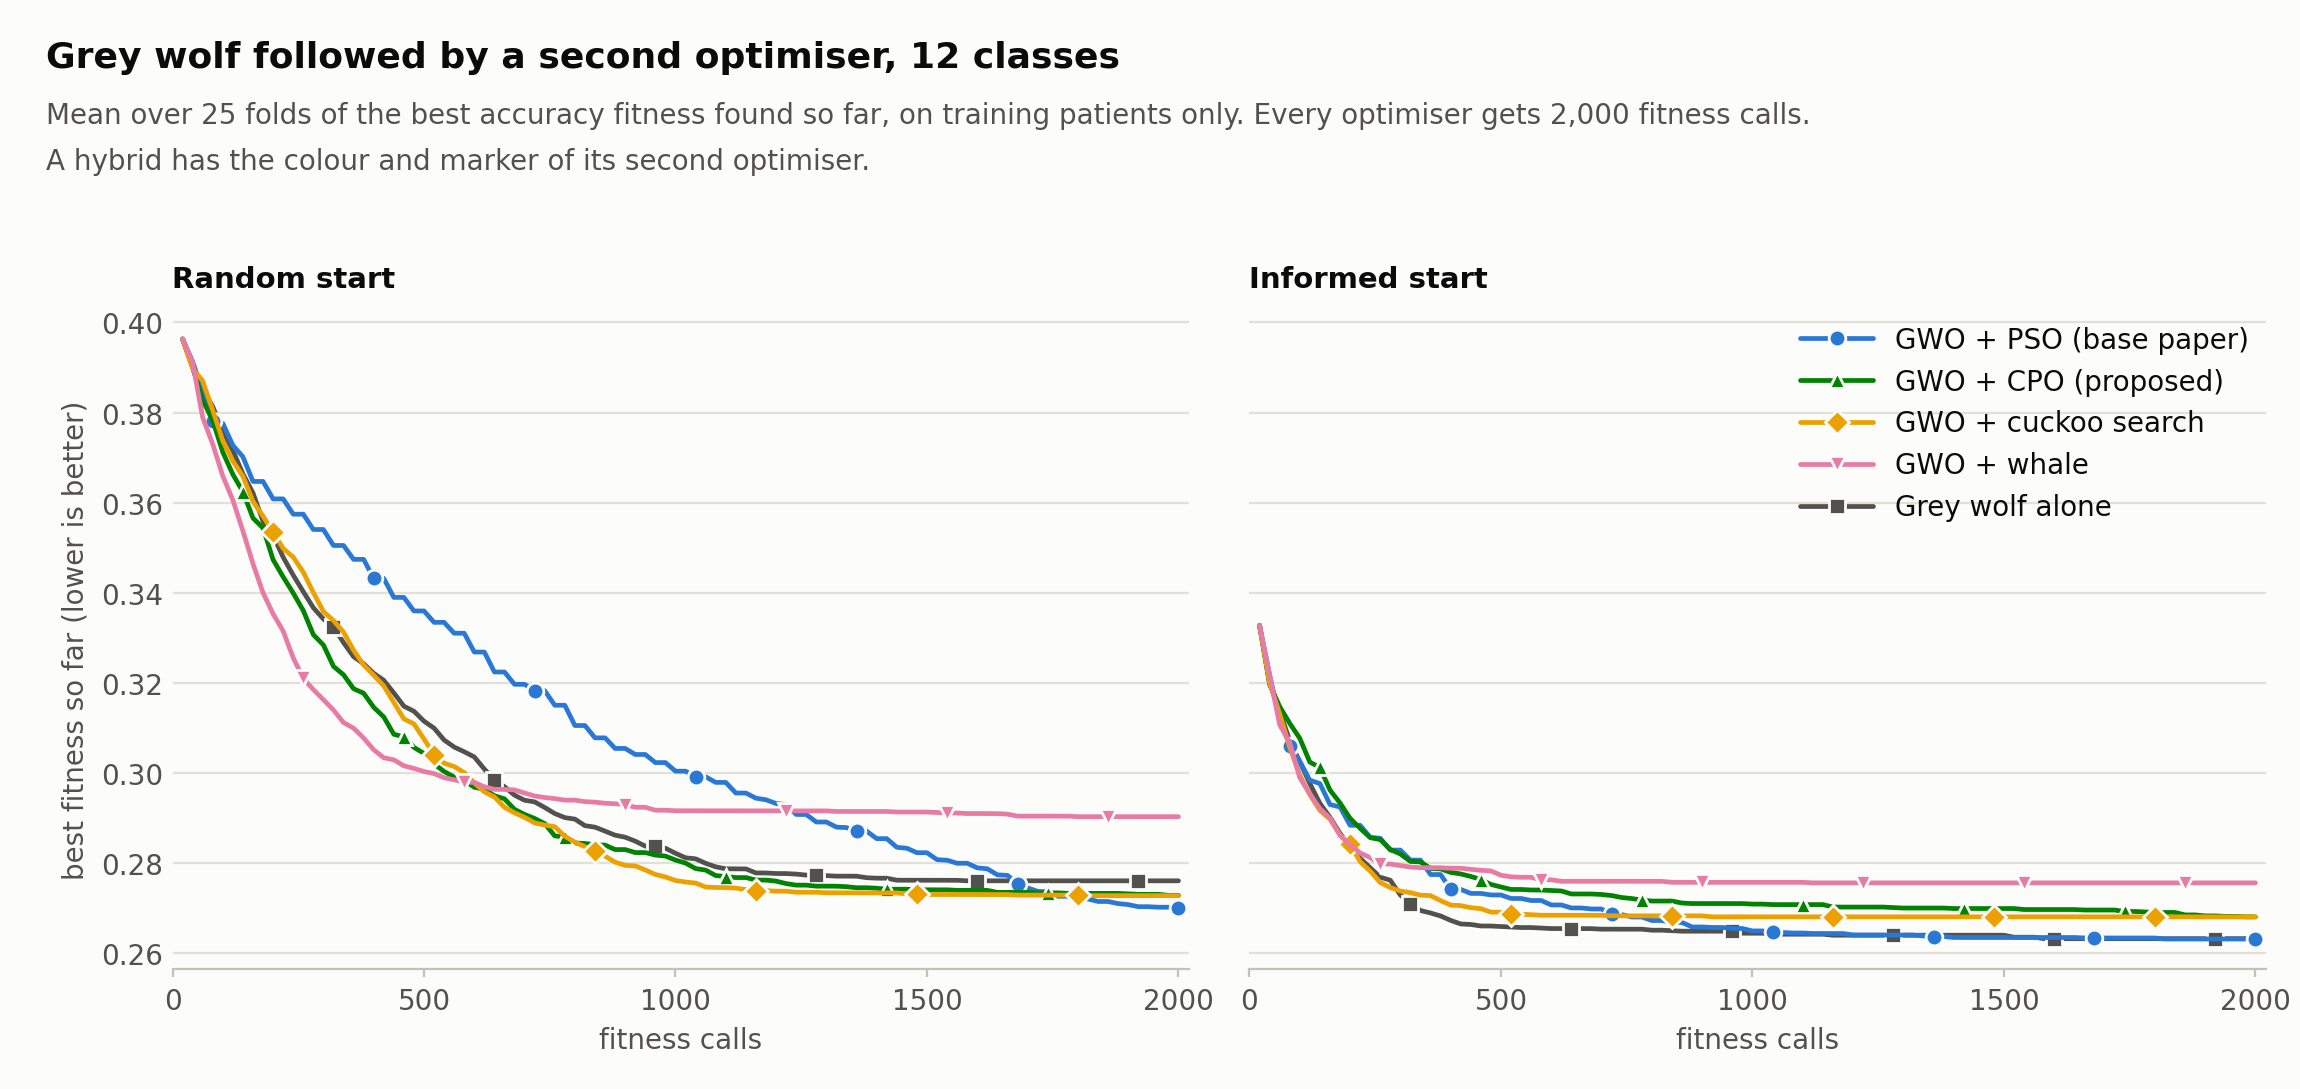 Grey wolf followed by a second optimiser, 12 classes
Mean over 25 folds of the best accuracy fitness found so far, on training patients only. Every optimiser gets 2,000 fitness calls.
A hybrid has the colour and marker of its second optimiser.
Random start
Informed start
best fitness so far (lower is better)
0.40
0.38
0.36
0.34
0.32
0.30
0.28
0.26
GWO + PSO (base paper)
GWO + CPO (proposed)
GWO + cuckoo search
GWO + whale
Grey wolf alone
0 500 1000 1500 2000
0 500 1000 1500 2000
fitness calls
fitness calls